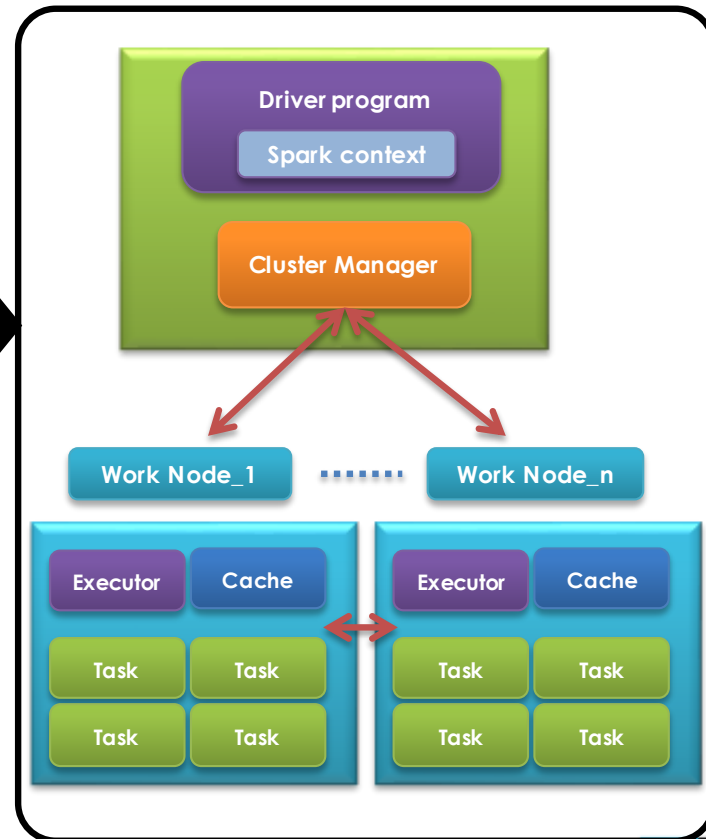 Driver program
Spark context
Cluster Manager
Work Node_1
Work Node_n
Executor
Cache
Task
Task
Task
Task
Executor
Cache
Task
Task
Task
Task